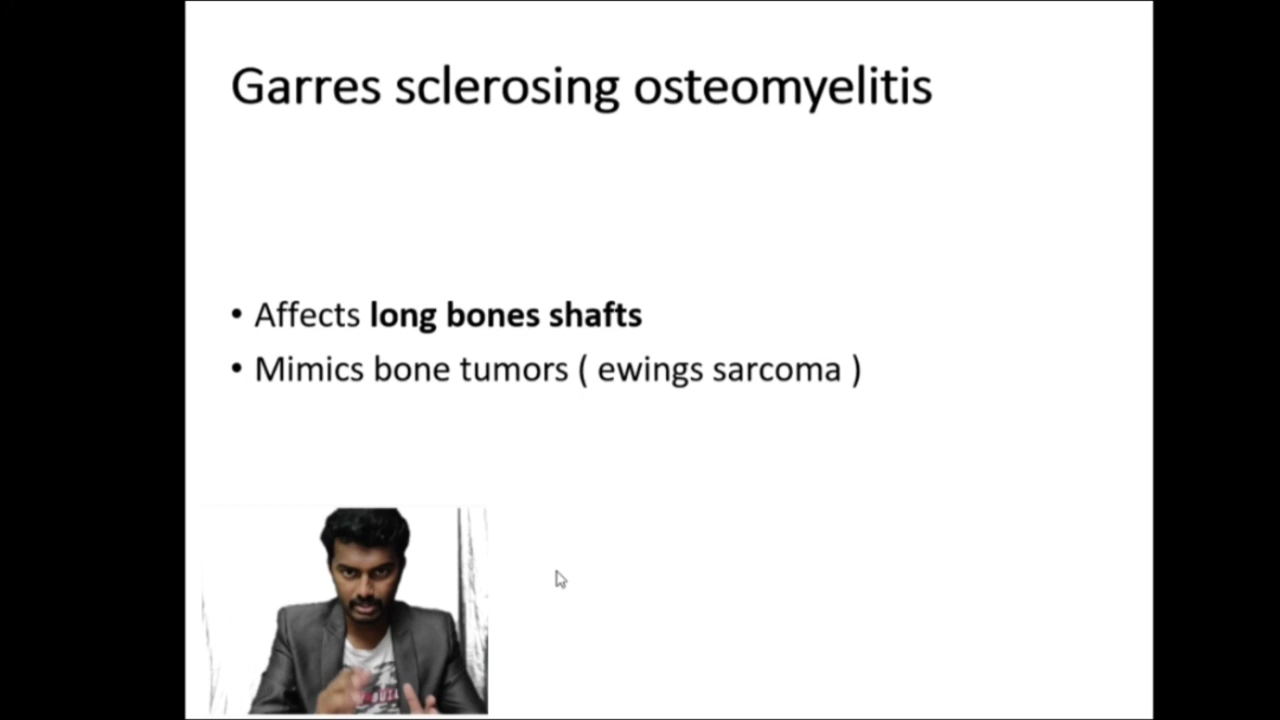 Garres sclerosing osteomyelitis
• Affects long bones shafts
• Mimics bone tumors ( ewings sarcoma )